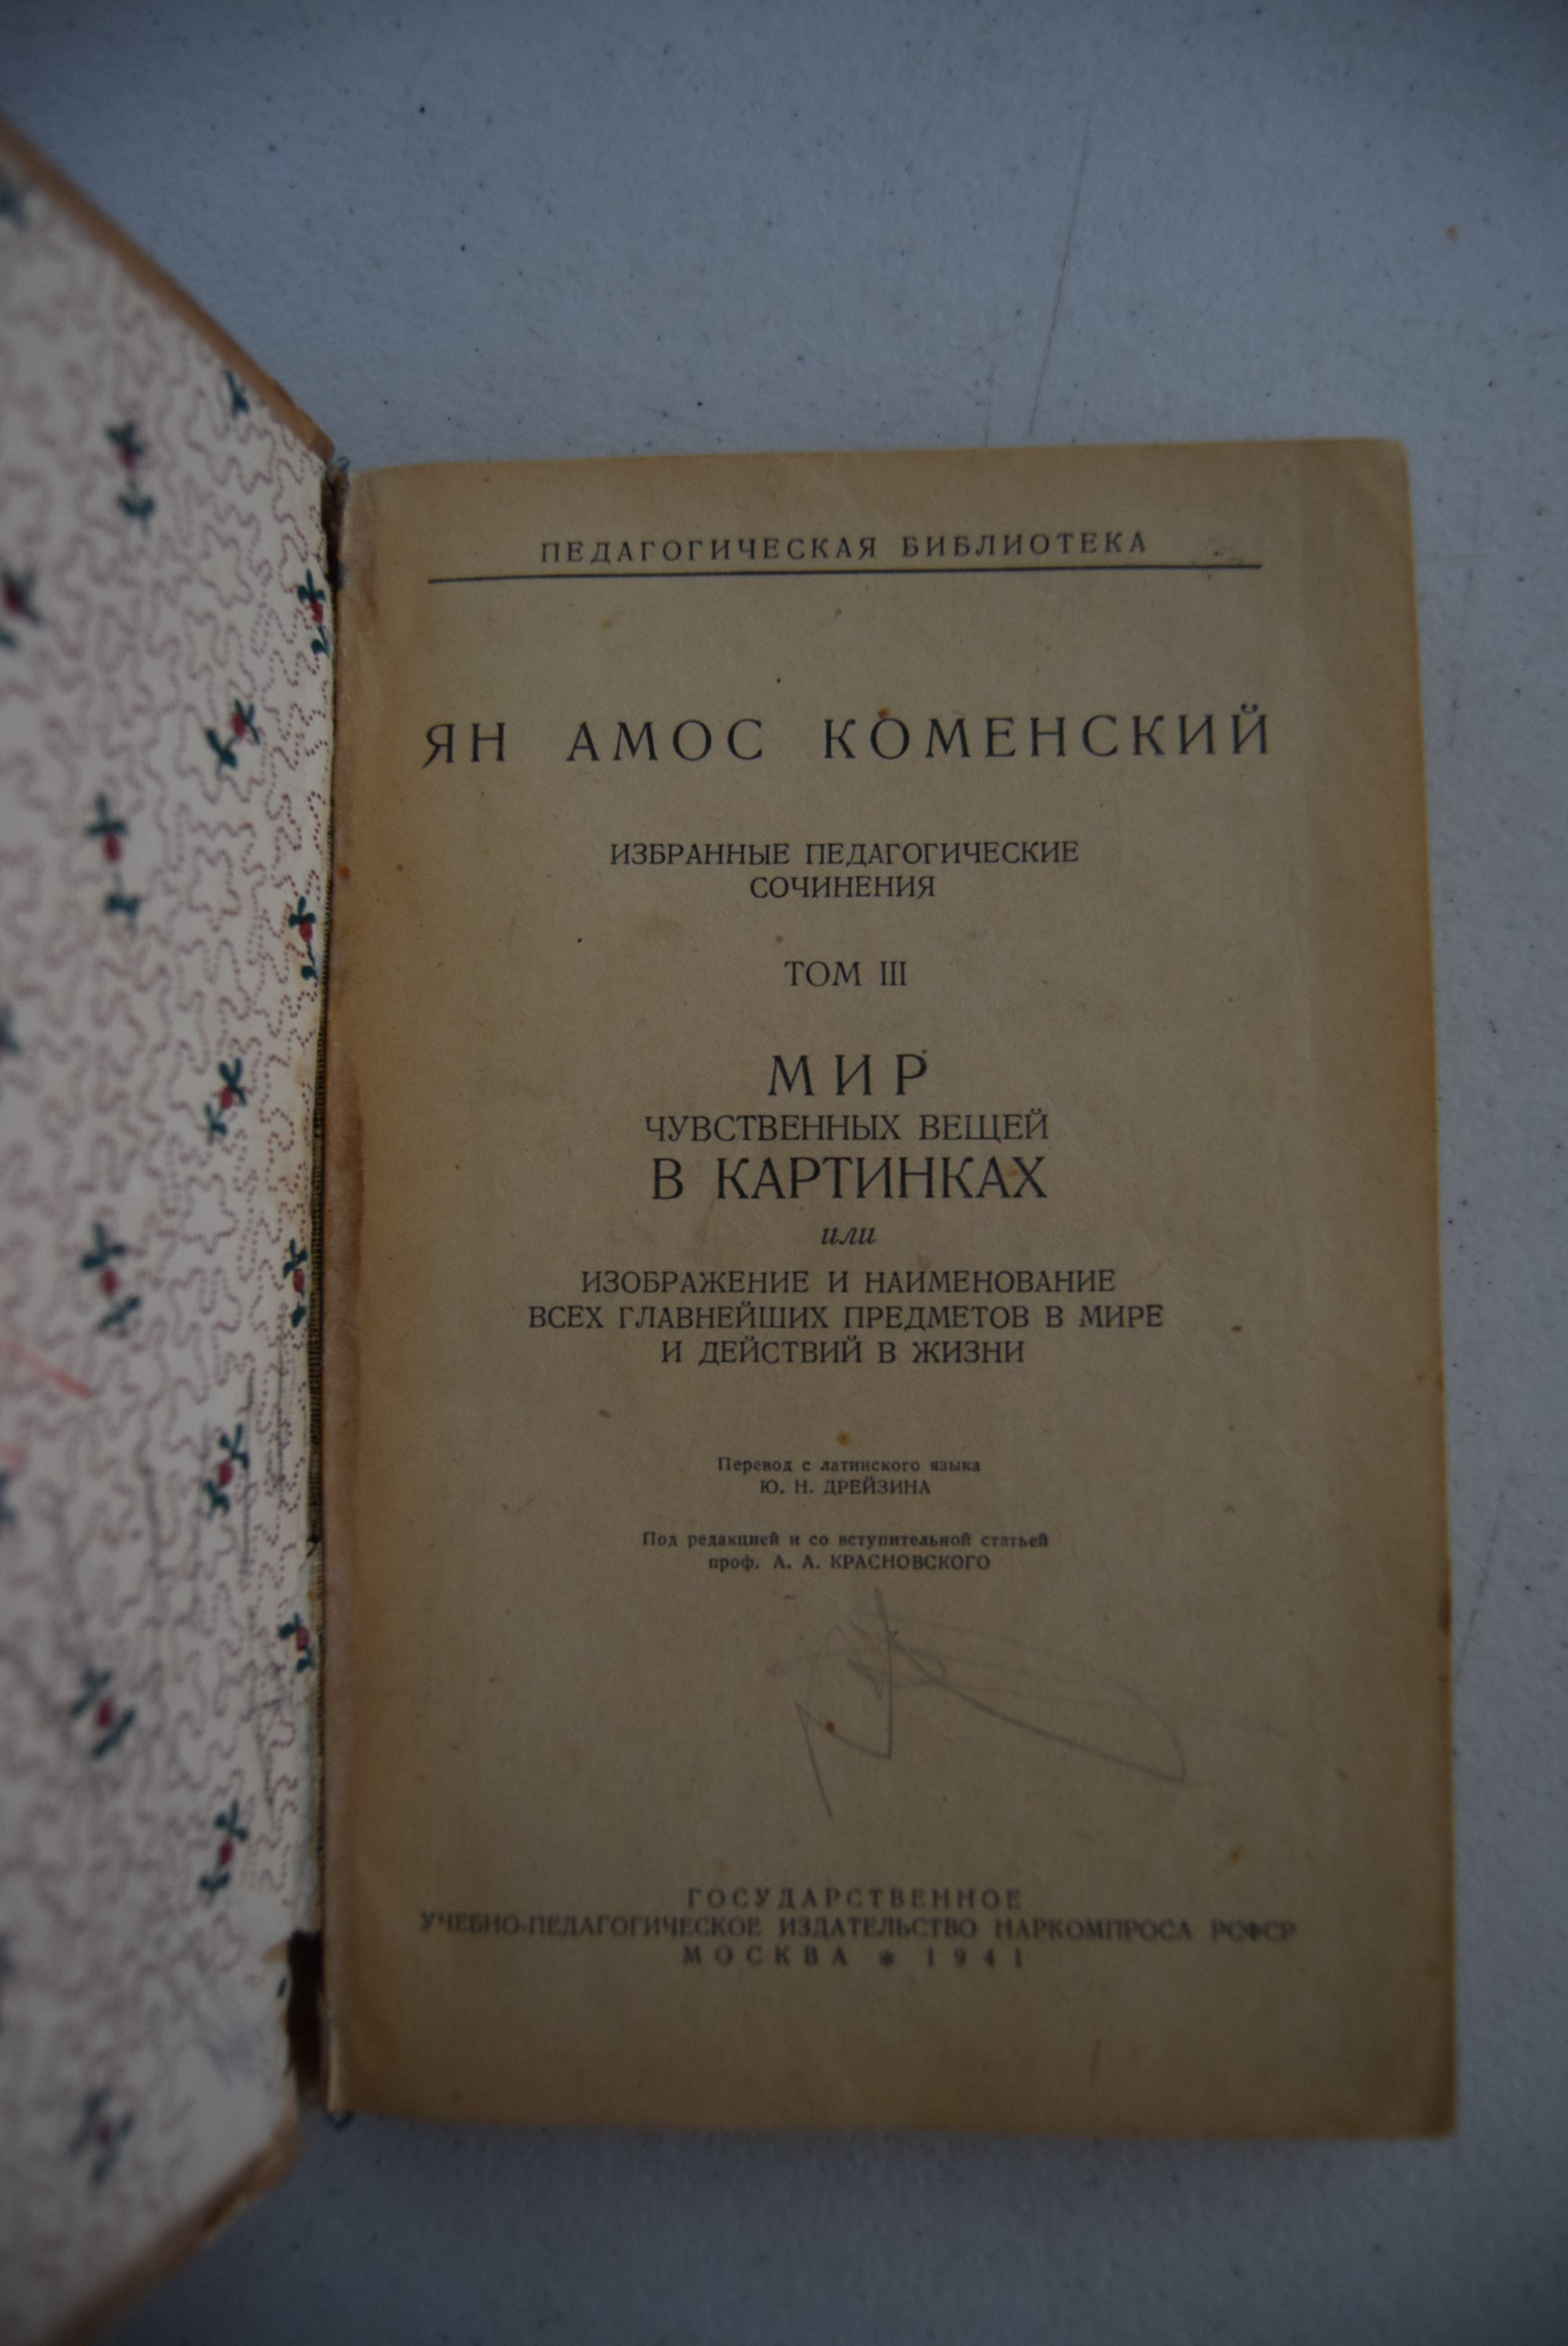 ПЕДАГОГИЧЕСКАЯ БИБЛИОТЕКА
ЯН АМОС КОМЕНСКИЙ
ИЗБРАННЫЕ ПЕДАГОГИЧЕСКИЕ
СОЧИНЕНИЯ
ТОМ III
МИР
ЧУВСТВЕННЫХ ВЕЩЕЙ
В КАРТИНКАХ
или
ИЗОБРАЖЕНИЕ И НАИМЕНОВАНИЕ
ВСЕХ ГЛАВНЕЙШИХ ПРЕДМЕТОВ В МИРЕ
И ДЕЙСТВИЙ В ЖИЗНИ
Перевод с латинского языка
Ю. Н. ДРЕЙЗИНА
Под редакцией и со вступительной статьей
проф. А. А. КРАСНОВСКОГО
ГОСУДАРСТВЕННОЕ
УЧЕБНО-ПЕДАГОГИЧЕСКОЕ ИЗДАТЕЛЬСТВО НАРКОМПРОСА РСФСР
МОСКВА * 1941